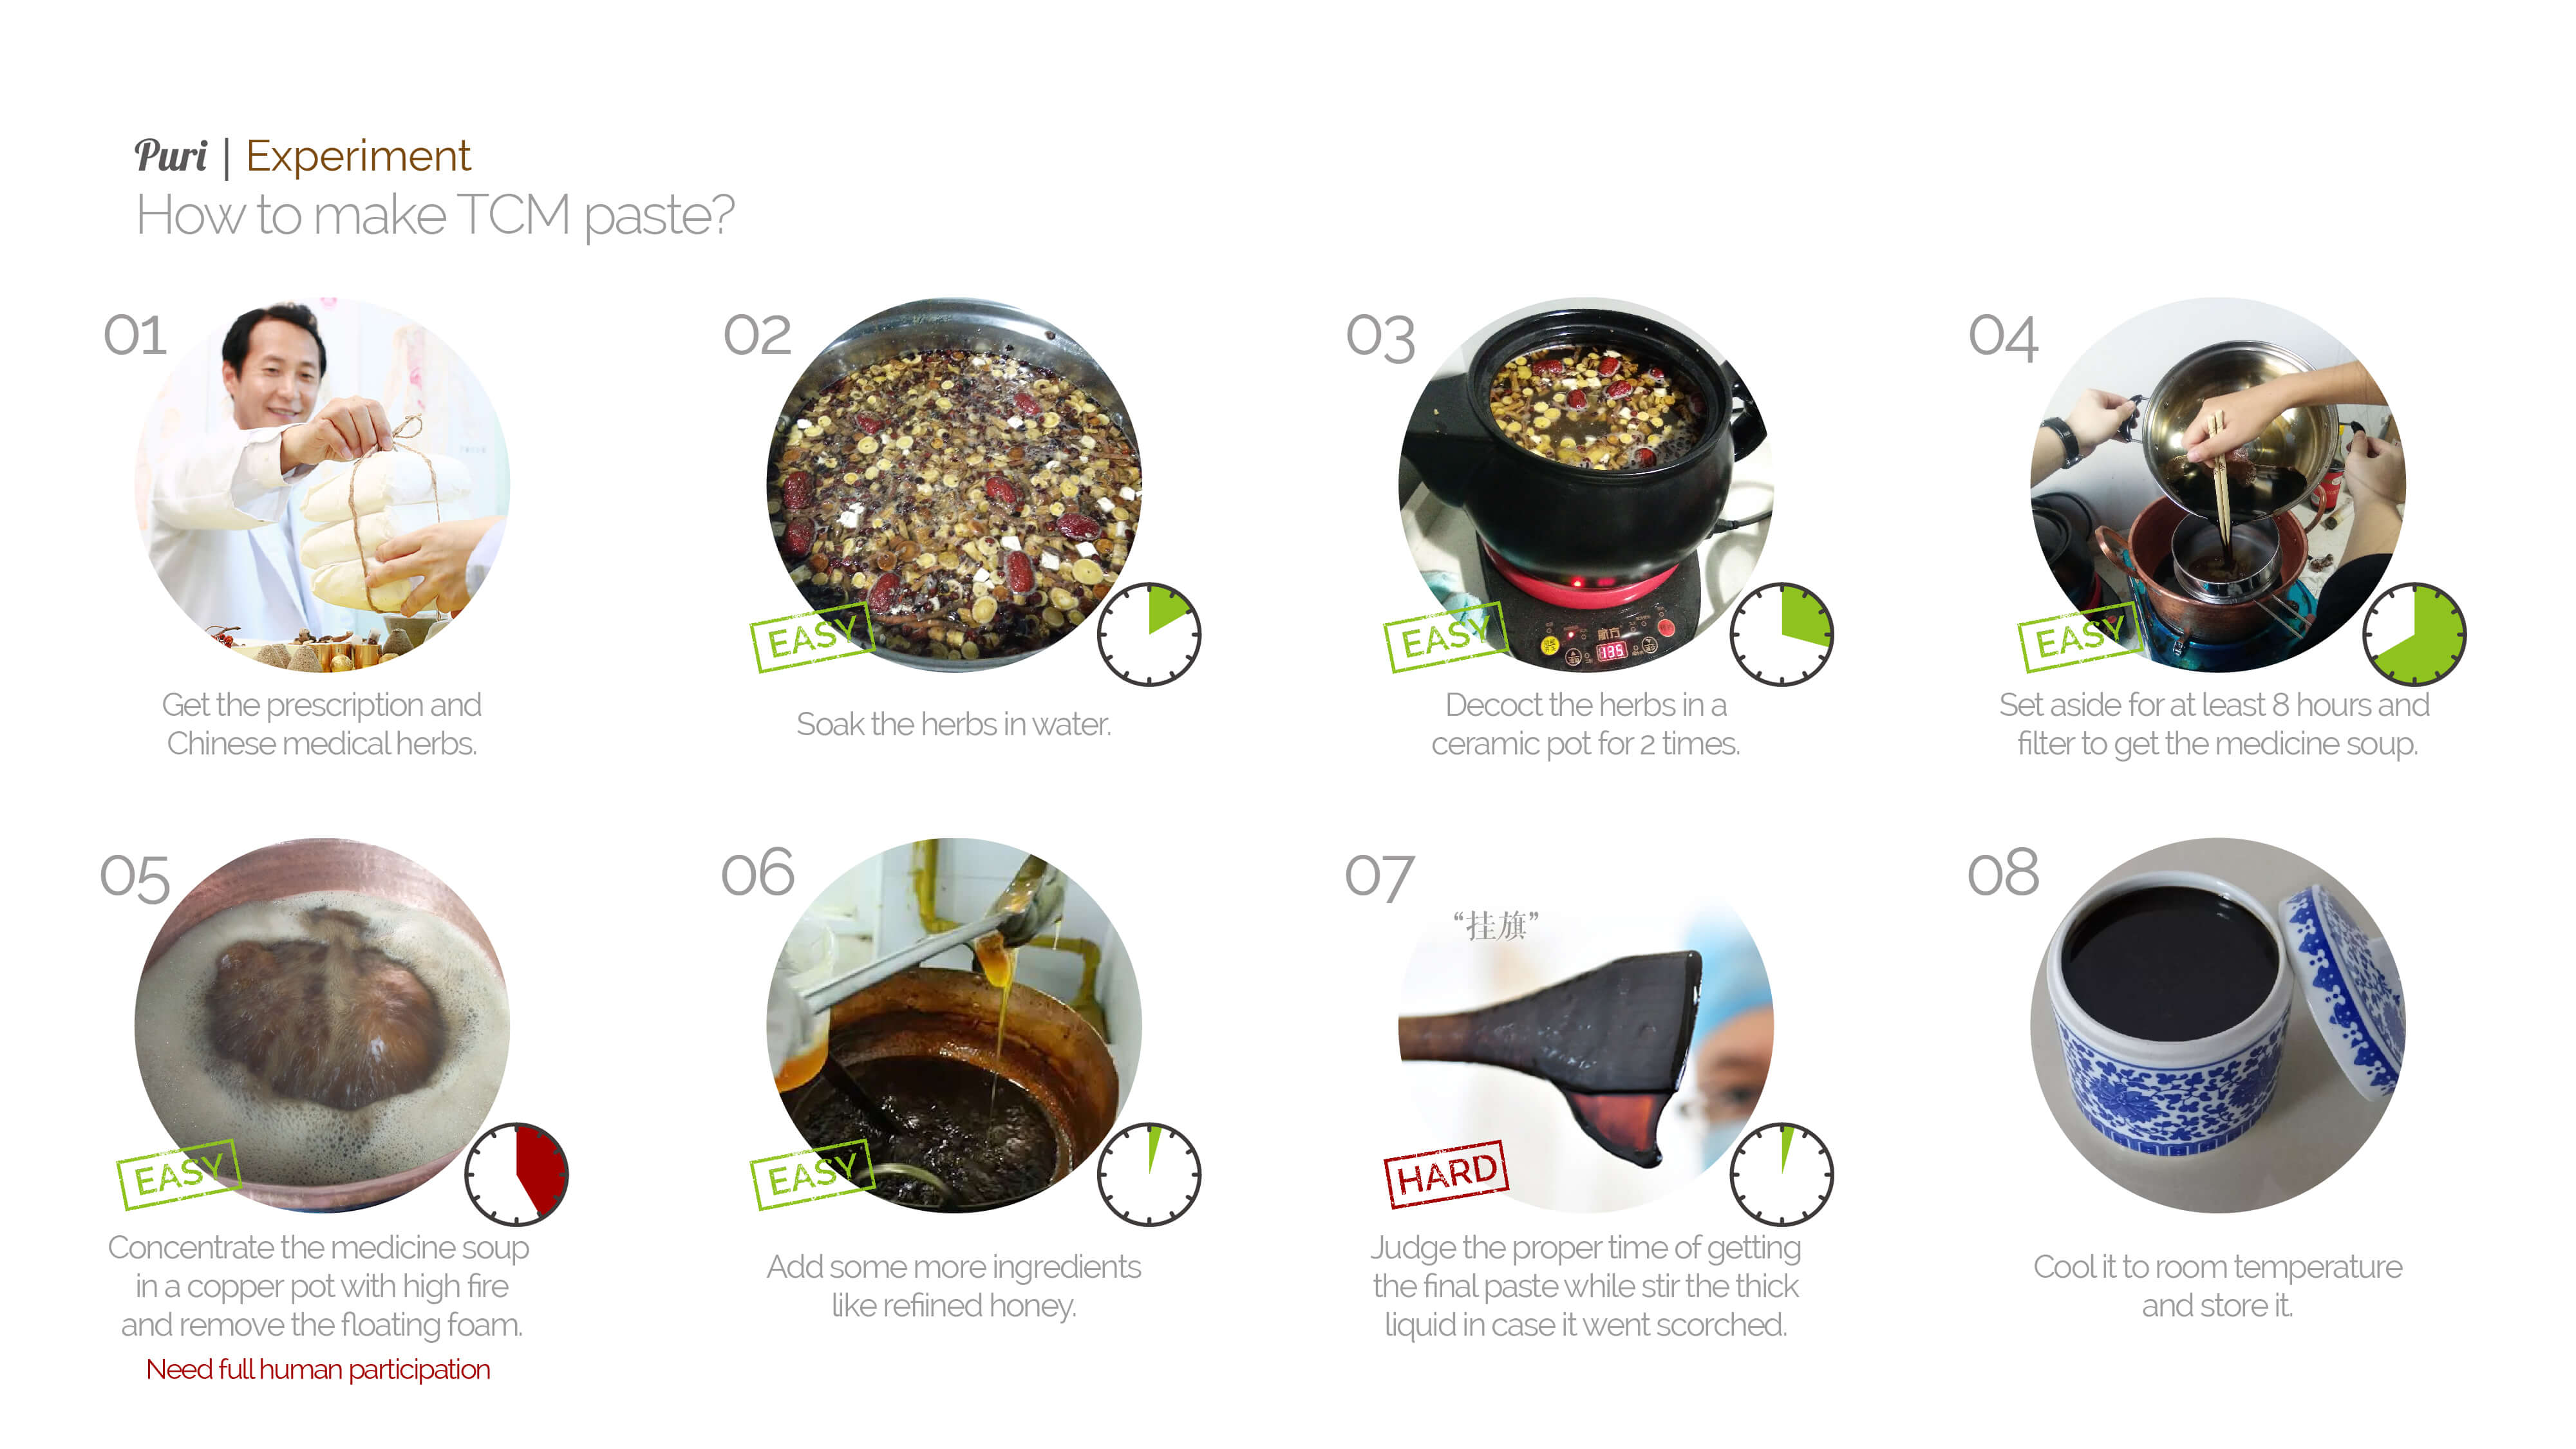 Puri | Experiment
How to make TCM paste?
01
Get the prescription and
Chinese medical herbs.
02
EASY
Soak the herbs in water.
03
EASY
185
Decoct the herbs in a
ceramic pot for 2 times.
04
EASY
Set aside for at least 8 hours and
filter to get the medicine soup.
05
EASY
Concentrate the medicine soup
in a copper pot with high fire
and remove the floating foam.
Need full human participation
06
EASY
Add some more ingredients
like refiined honey.
07
“挂旗”
HARD
Judge the proper time of getting
the final paste while stir the thick
liquid in case it went scorched.
08
Cool it to room temperature
and store it.